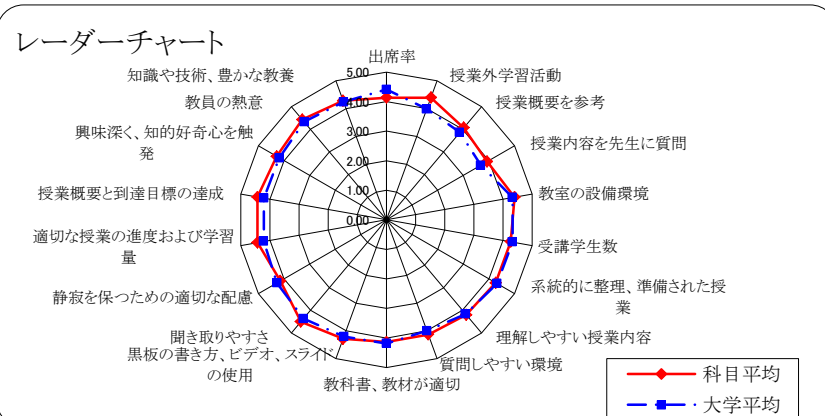 レーダーチャート
出席率
授業外学習活動
授業概要を参考
授業内容を先生に質問
教室の設備環境
受講学生数
系統的に整理、準備された授
業
理解しやすい授業内容
質問しやすい環境
教科書、教材が適切
黒板の書き方、ビデオ、スライド
の使用
聞き取りやすさ
静寂を保つための適切な配慮
適切な授業の進度および学習
量
授業概要と到達目標の達成
興味深く、知的好奇心を触
発
教員の熱意
知識や技術、豊かな教養
5.00
4.00
3.00
2.00
1.00
0.00
科目平均
大学平均